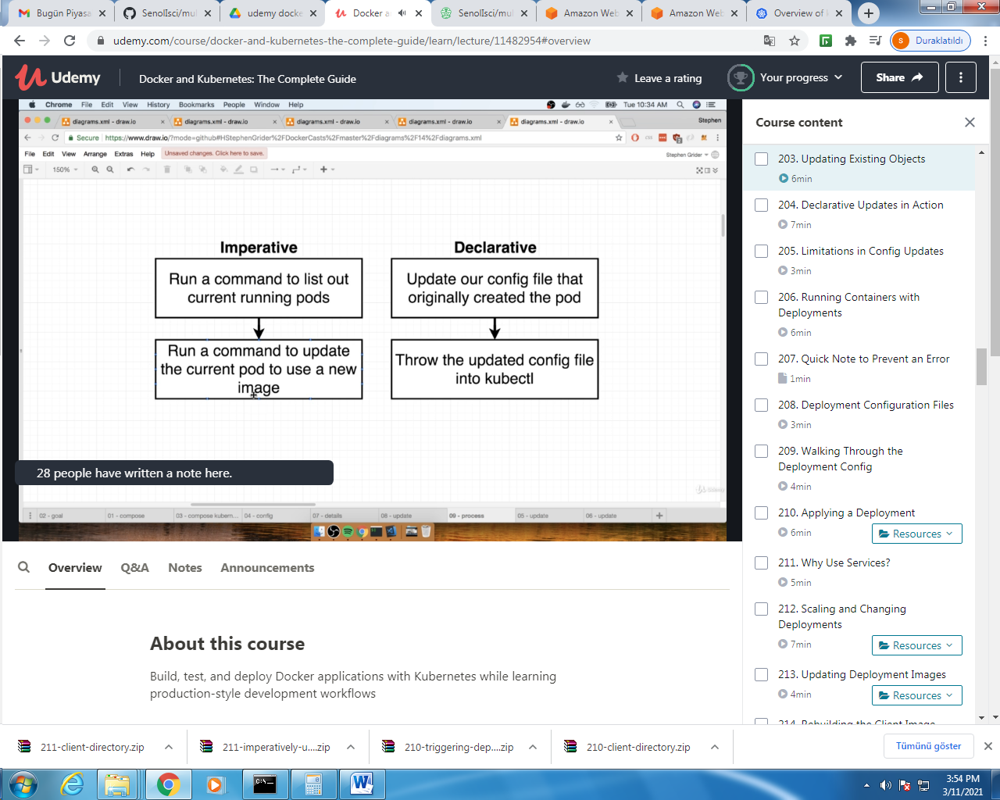 Bugün Piyasa
SenolIsci/mul
udemy docke
Docker a
SenolIsci/mul
Amazon Web
Amazon Web
Overview of k
udemy.com/course/docker-and-kubernetes-the-complete-guide/learn/lecture/11482954#overview
S
Duraklatıldı
Udemy
Docker and Kubernetes: The Complete Guide
Leave a rating
Your progress
Share
Chrome File Edit View History Bookmarks People Window Help
Tue 10:34 AM
diagrams.xml - draw.io
diagrams.xml - draw.io
diagrams.xml - draw.io
diagrams.xml - draw.io
diagrams.xml - draw.io
Stephen
Secure https://www.draw.io/?mode=github#HStephenGrider%2FDockerCasts%2Fmaster%2Fdiagrams%2F14%2Fdiagrams.xml
File Edit View Arrange Extras Help
Unsaved changes. Click here to save.
Stephen Grider
150%
Imperative
Run a command to list out
current running pods
Run a command to update
the current pod to use a new
image
Declarative
Update our config file that
originally created the pod
Throw the updated config file
into kubectl
28 people have written a note here.
Udemy
02 - goal
01 - compose
03 - compose kubern...
04 - config
07 - details
08 - update
09 - process
05 - update
06 - update
Course content
203. Updating Existing Objects
6min
204. Declarative Updates in Action
7min
205. Limitations in Config Updates
3min
206. Running Containers with
Deployments
6min
207. Quick Note to Prevent an Error
1min
208. Deployment Configuration Files
3min
209. Walking Through the
Deployment Config
4min
210. Applying a Deployment
6min
Resources
211. Why Use Services?
5min
212. Scaling and Changing
Deployments
7min
Resources
213. Updating Deployment Images
4min
Resources
214. Rebuilding the Client Image
Overview
Q&A
Notes
Announcements
About this course
Build, test, and deploy Docker applications with Kubernetes while learning
production-style development workflows
211-client-directory.zip
211-imperatively-u....zip
210-triggering-dep....zip
210-client-directory.zip
Tümünü göster
3:54 PM
3/11/2021